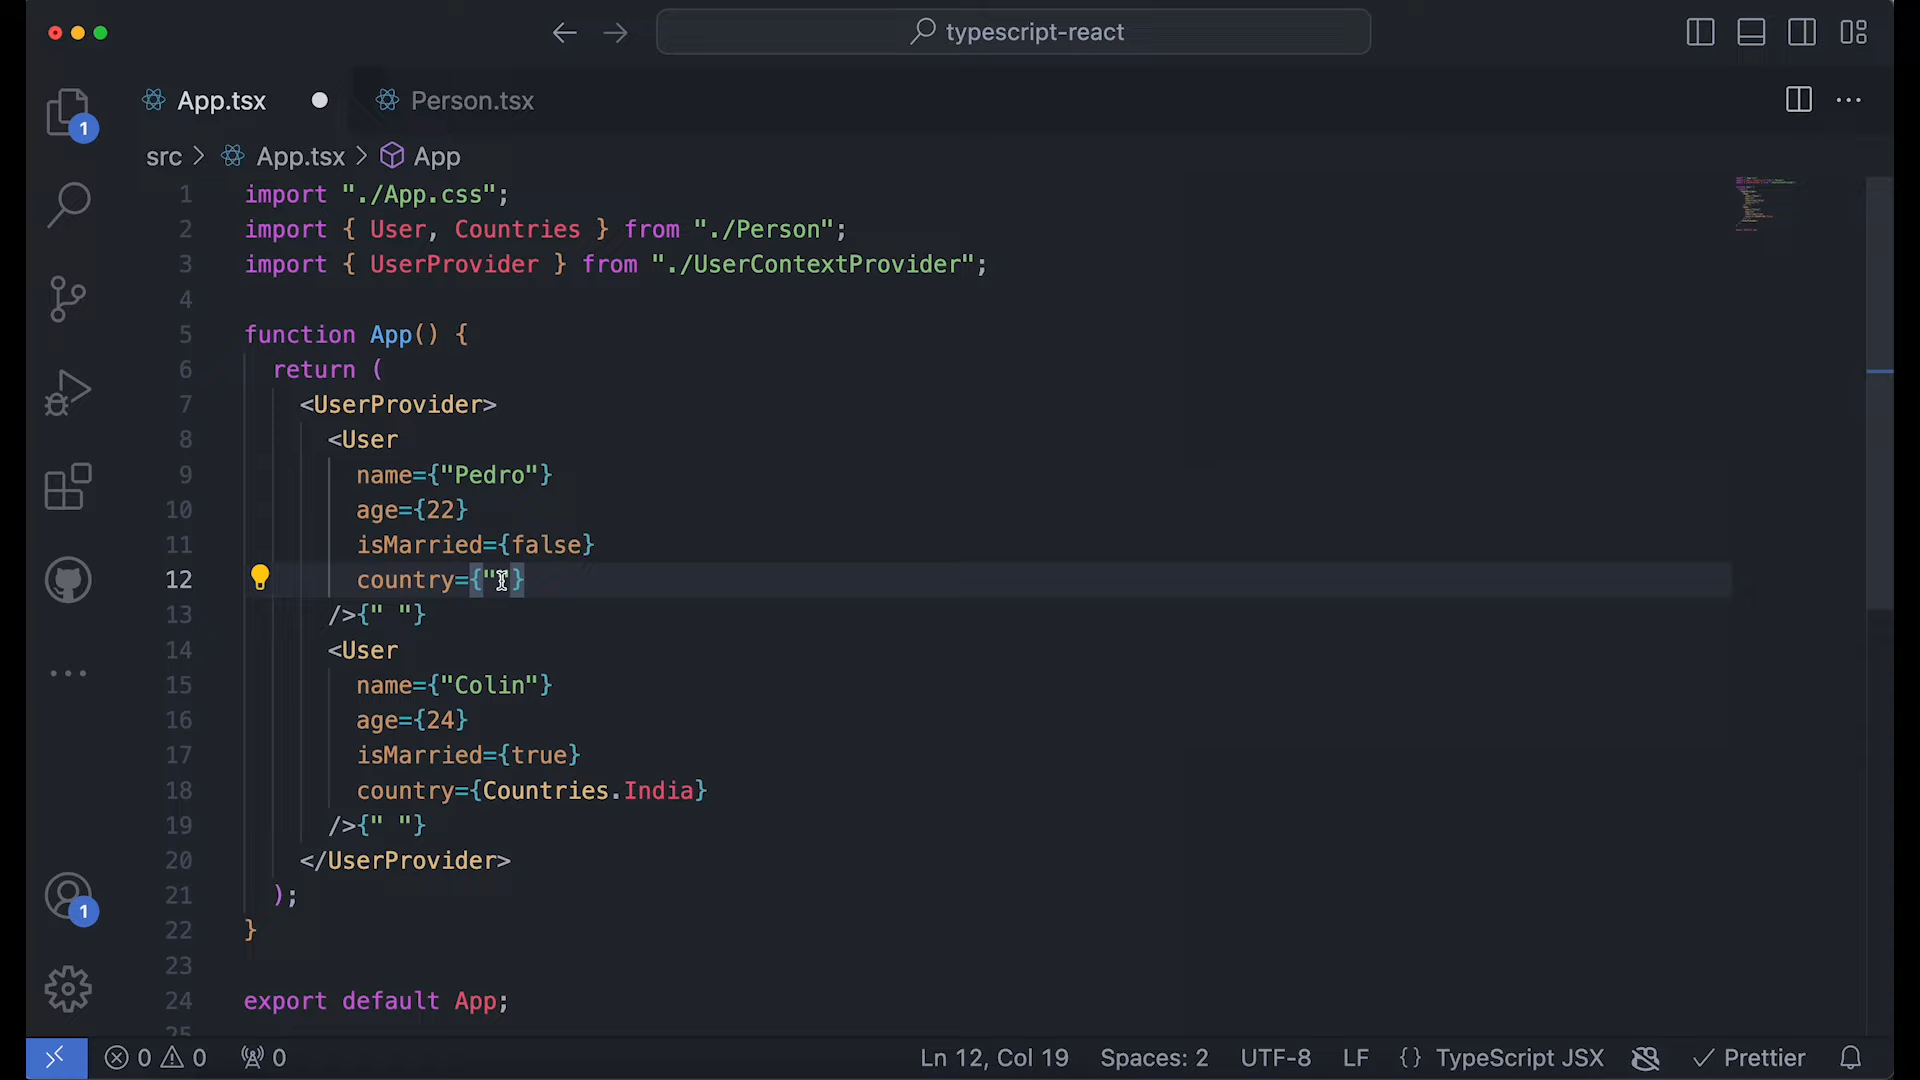 typescript-react
App.tsx
Person.tsx
src > App.tsx > App
1 import "./App.css";
2 import { User, Countries } from "./Person";
3 import { UserProvider } from "./UserContextProvider";
4
5 function App() {
6 return (
7 <UserProvider>
8 <User
9 name={"Pedro"}
10 age={22}
11 isMarried={false}
12 country={""}
13 />{" "}
14 <User
15 name={"Colin"}
16 age={24}
17 isMarried={true}
18 country={Countries.India}
19 />{" "}
20 </UserProvider>
21 );
22 }
23
24 export default App;
25
1
1
0 0 0
Ln 12, Col 19 Spaces: 2 UTF-8 LF {} TypeScript JSX Prettier